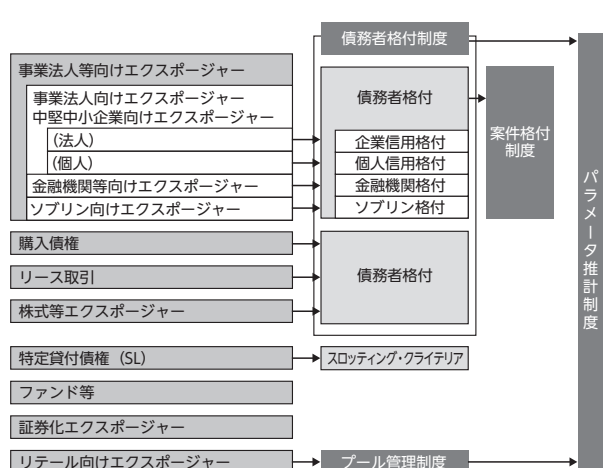 債務者格付制度
事業法人等向けエクスポージャー
事業法人向けエクスポージャー
中堅中小企業向けエクスポージャー
（法人）
（個人）
金融機関等向けエクスポージャー
ソブリン向けエクスポージャー
債務者格付
企業信用格付
個人信用格付
金融機関格付
ソブリン格付
案件格付
制度
パラメータ推計制度
購入債権
リース取引
株式等エクスポージャー
債務者格付
特定貸付債権（SL）
スロッティング・クライテリア
ファンド等
証券化エクスポージャー
リテール向けエクスポージャー
プール管理制度